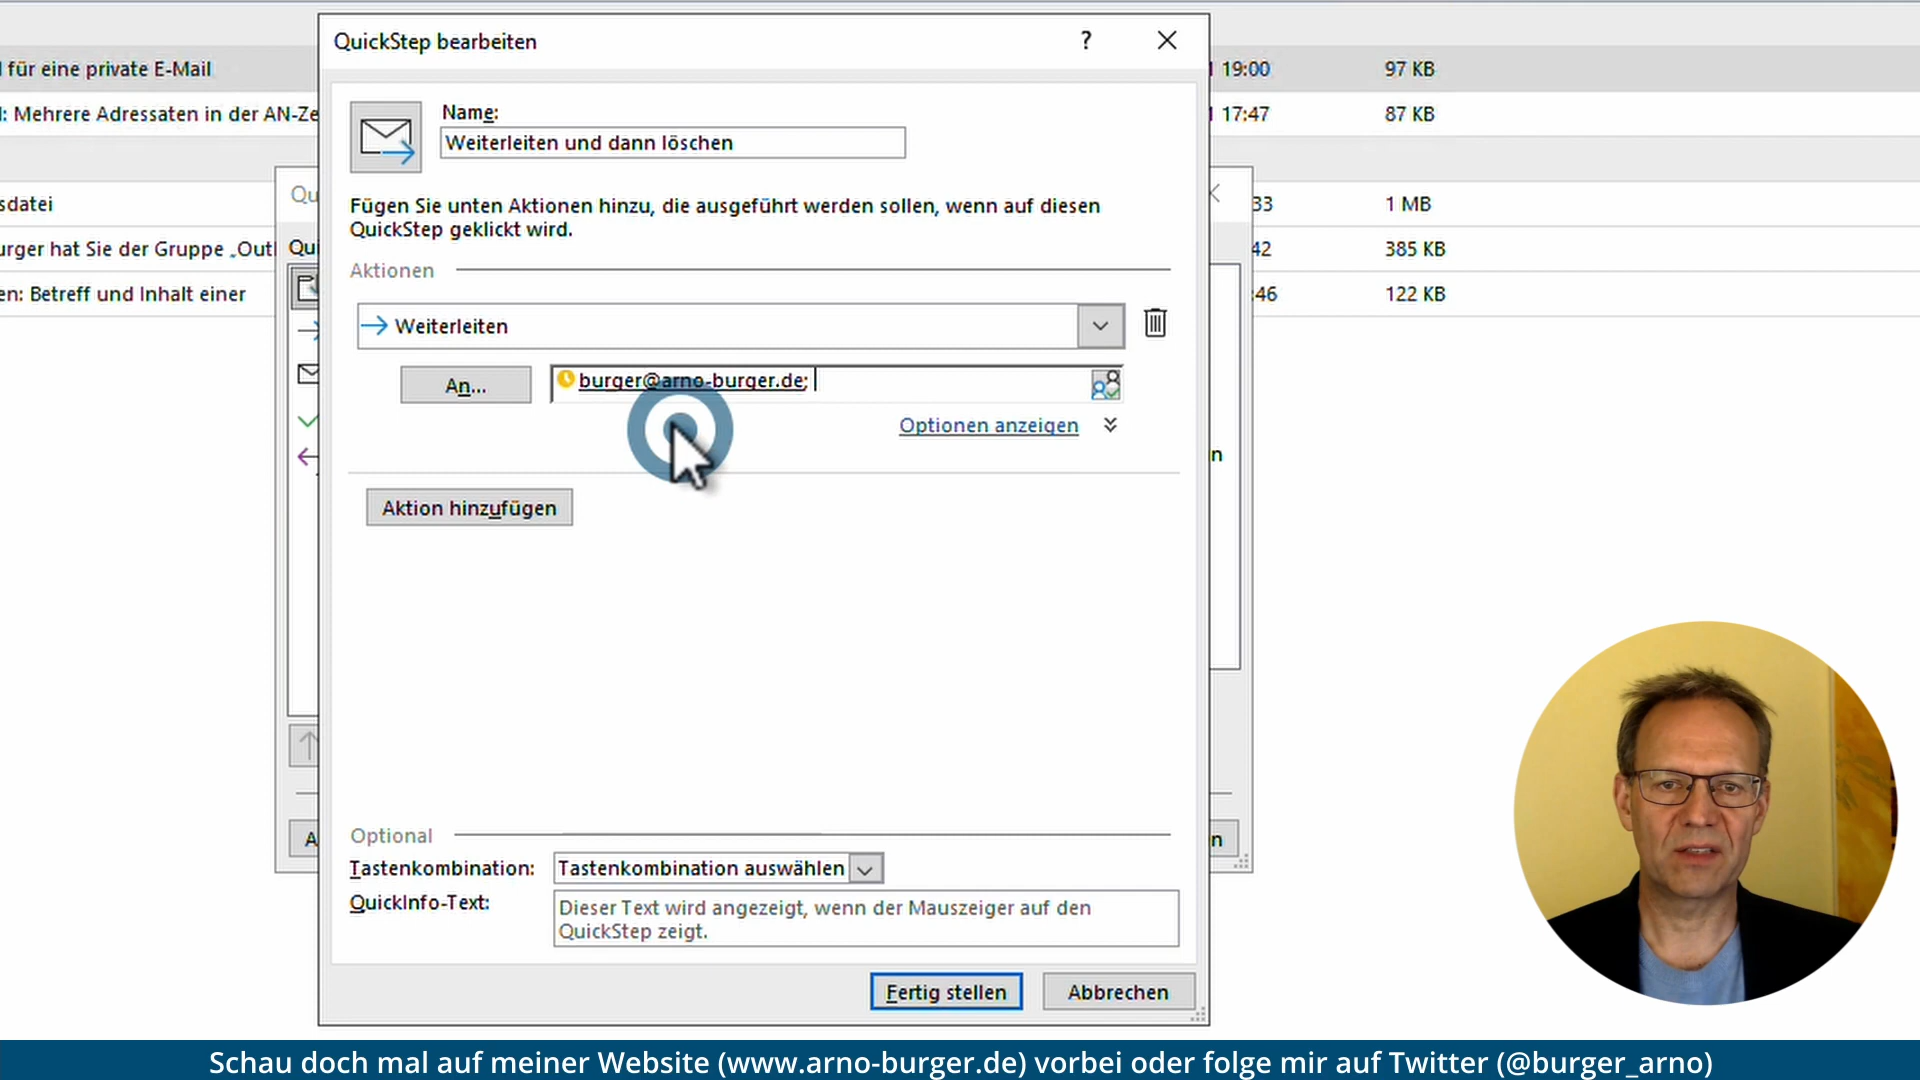 QuickStep bearbeiten
?
für eine private E-Mail
19:00
97 KB
Name:
: Mehrere Adressaten in der AN-Ze
17:47
87 KB
Weiterleiten und dann löschen
Qu
sdatei
33
1 MB
Fügen Sie unten Aktionen hinzu, die ausgeführt werden sollen, wenn auf diesen
QuickStep geklickt wird.
urger hat Sie der Gruppe „Outl
Qui
42
385 KB
Aktionen
en: Betreff und Inhalt einer
:46
122 KB
Weiterleiten
An...
burger@arno-burger.de;
Optionen anzeigen
n
Aktion hinzufügen
Optional
A
n
Tastenkombination:
Tastenkombination auswählen
QuickInfo-Text:
Dieser Text wird angezeigt, wenn der Mauszeiger auf den
QuickStep zeigt.
Fertig stellen
Abbrechen
Schau doch mal auf meiner Website (www.arno-burger.de) vorbei oder folge mir auf Twitter (@burger_arno)